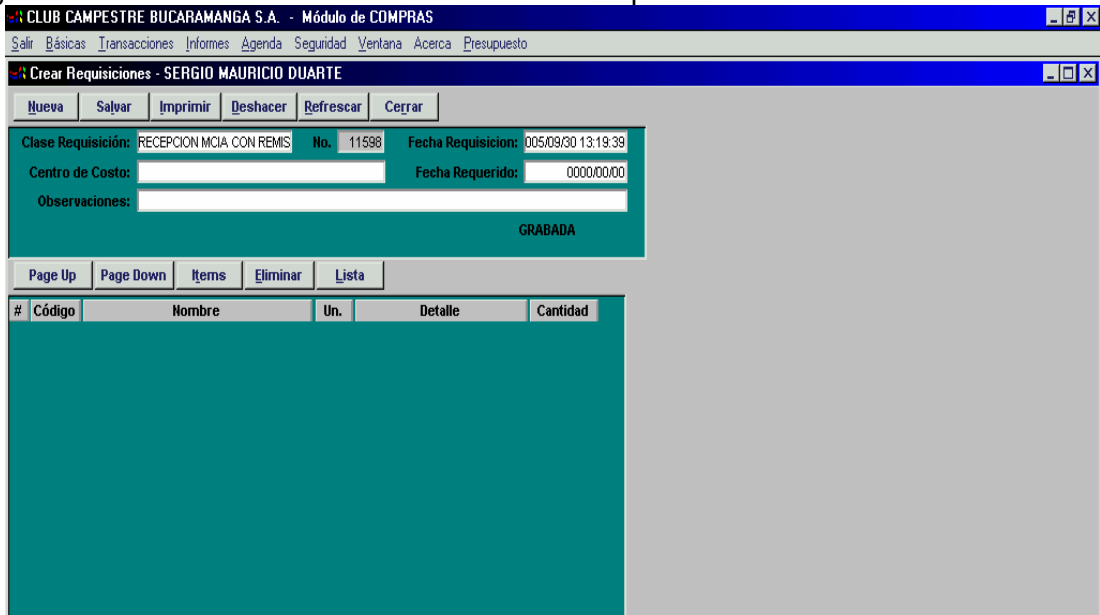 CLUB CAMPESTRE BUCARAMANGA S.A. - Módulo de COMPRAS
Salir Básicas Transacciones Informes Agenda Seguridad Ventana Acerca Presupuesto
Crear Requisiciones - SERGIO MAURICIO DUARTE
Nueva Salvar Imprimir Deshacer Refrescar Cerrar
Clase Requisición: RECEPCION MCIA CON REMIS No. 11598 Fecha Requisicion: 005/09/30 13:19:39
Centro de Costo: Fecha Requerido: 0000/00/00
Observaciones:
GRABADA
Page Up Page Down Items Eliminar Lista
# Código Nombre Un. Detalle Cantidad